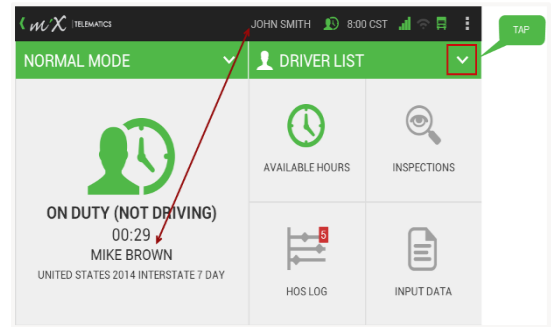 miX TELEMATICS
JOHN SMITH 8:00 CST
TAP
NORMAL MODE
DRIVER LIST
AVAILABLE HOURS
INSPECTIONS
ON DUTY (NOT DRIVING)
00:29
MIKE BROWN
UNITED STATES 2014 INTERSTATE 7 DAY
5
HOS LOG
INPUT DATA